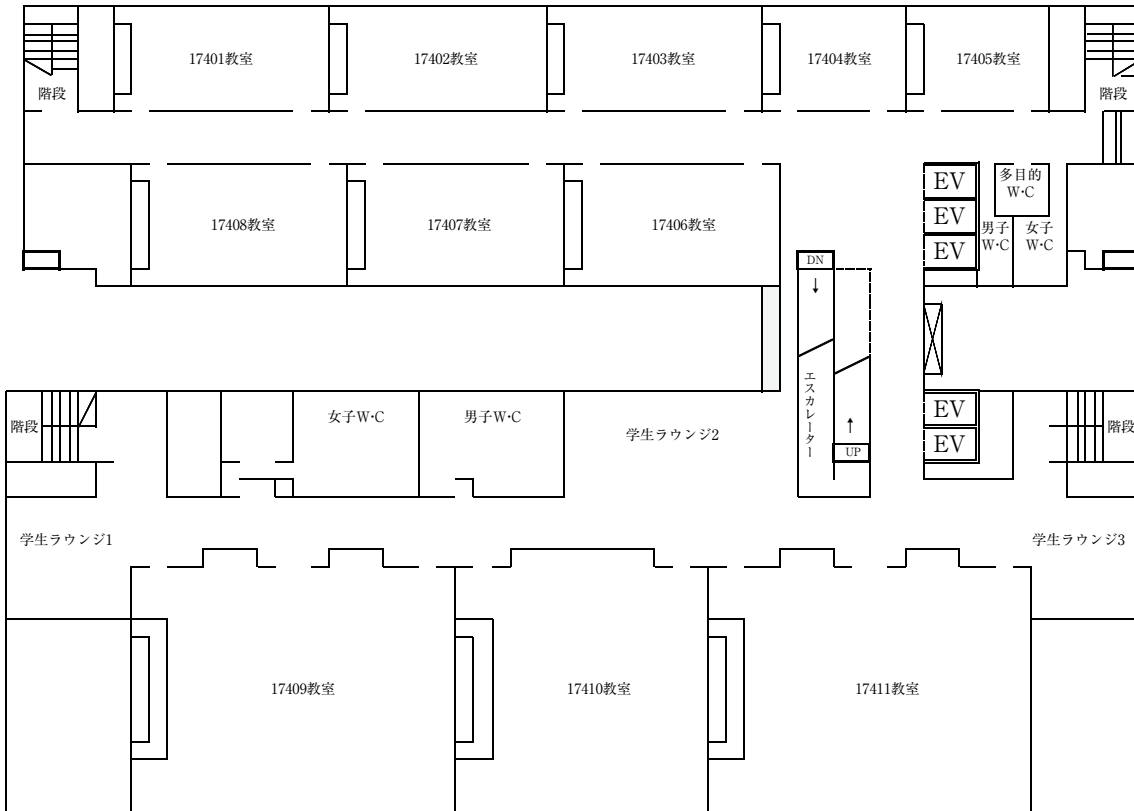 17401教室
17402教室
17403教室
17404教室
17405教室
階段
階段
EV
多目的
W・C
17408教室
17407教室
17406教室
EV
男子
W・C
女子
W・C
EV
DN
↓
エスカレーター
階段
女子W・C
男子W・C
学生ラウンジ2
↑
UP
EV
EV
階段
学生ラウンジ1
学生ラウンジ3
17409教室
17410教室
17411教室